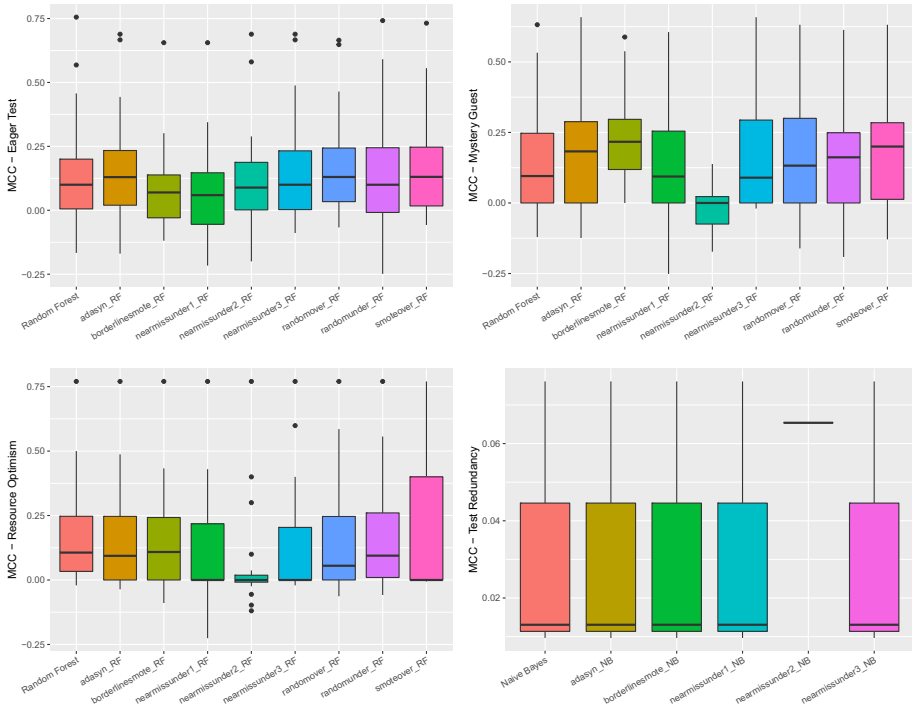 MCC − Eager Test
0.75
0.50
0.25
0.00
−0.25
Random Forest
adasyn_RF
borderlinesmote_RF
nearmissunder1_RF
nearmissunder2_RF
nearmissunder3_RF
randomover_RF
randomunder_RF
smoteover_RF
MCC − Mystery Guest
0.50
0.25
0.00
−0.25
Random Forest
adasyn_RF
borderlinesmote_RF
nearmissunder1_RF
nearmissunder2_RF
nearmissunder3_RF
randomover_RF
randomunder_RF
smoteover_RF
MCC − Resource Optimism
0.75
0.50
0.25
0.00
−0.25
Random Forest
adasyn_RF
borderlinesmote_RF
nearmissunder1_RF
nearmissunder2_RF
nearmissunder3_RF
randomover_RF
randomunder_RF
smoteover_RF
MCC − Test Redundancy
0.06
0.04
0.02
Naive Bayes
adasyn_NB
borderlinesmote_NB
nearmissunder1_NB
nearmissunder2_NB
nearmissunder3_NB